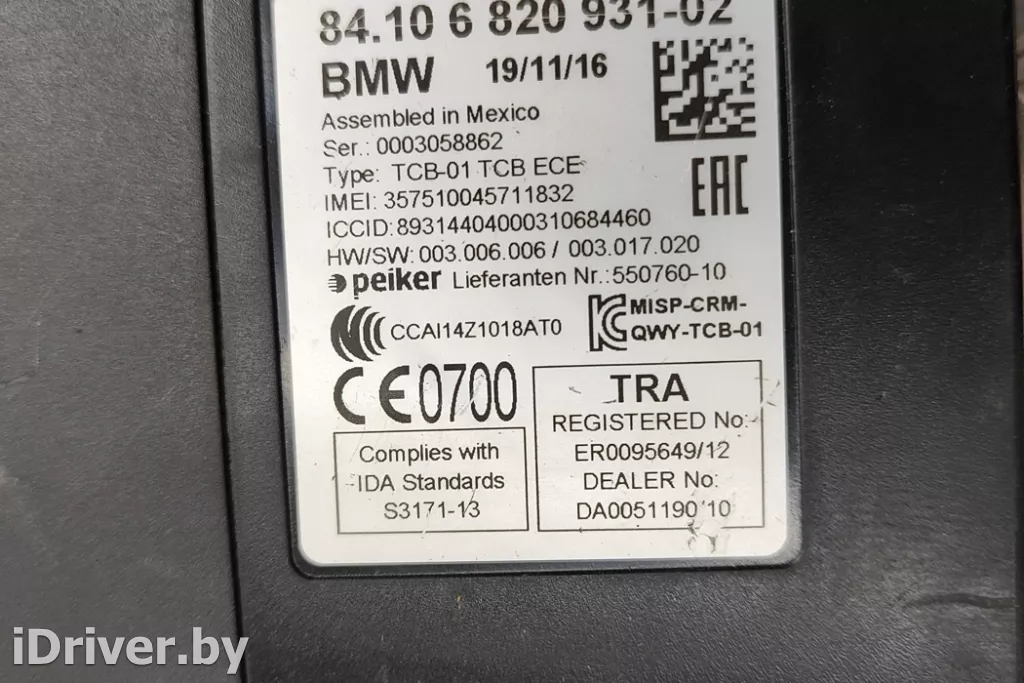 84.10 6 820 931-02
BMW 19/11/16
Assembled in Mexico
Ser.: 0003058862
Type: TCB-01 TCB ECE
IMEI: 357510045711832
ICCID: 89314404000310684460
HW/SW: 003.006.006 / 003.017.020
peiker Lieferanten Nr.:550760-10
EAC
CCAI14Z1018AT0
MISP-CRM-
QWY-TCB-01
CE0700
Complies with
IDA Standards
S3171-13
TRA
REGISTERED No:
ER0095649/12
DEALER No:
DA0051190/10
iDriver.by